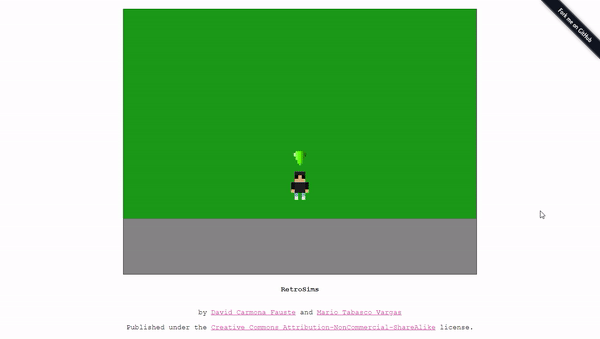 Fork me on GitHub
RetroSims
by David Carmona Fauste and Mario Tabasco Vargas
Published under the Creative Commons Attribution-NonCommercial-ShareAlike license.